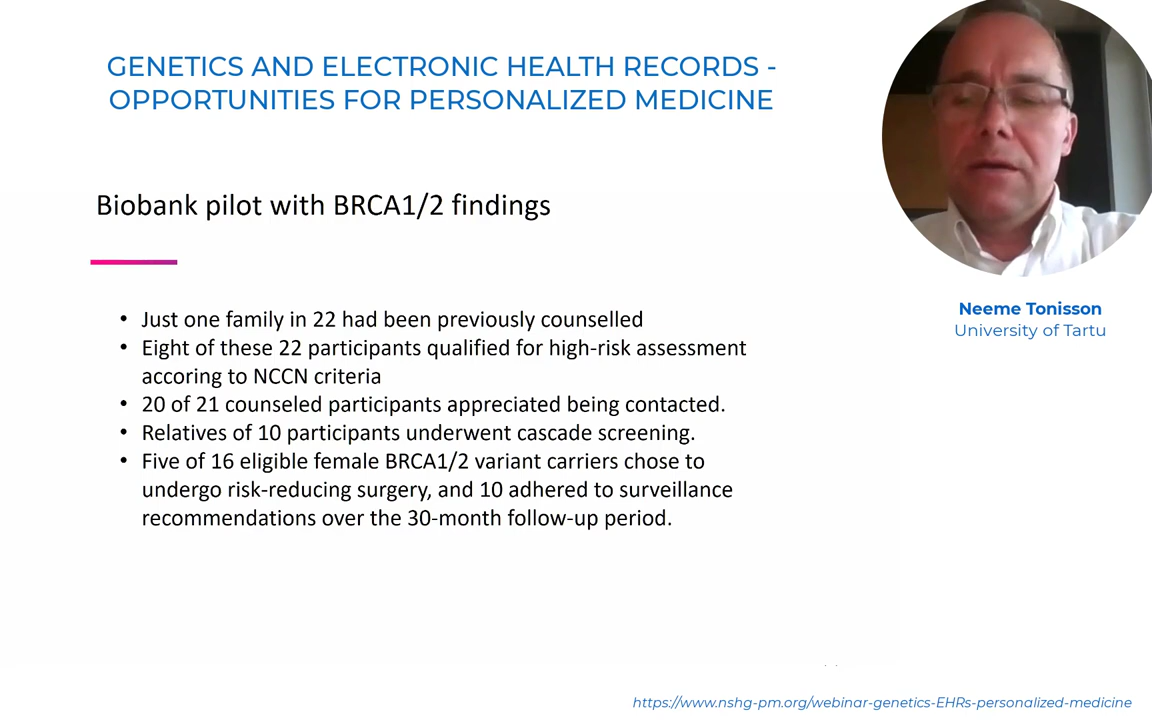 GENETICS AND ELECTRONIC HEALTH RECORDS -
OPPORTUNITIES FOR PERSONALIZED MEDICINE
Biobank pilot with BRCA1/2 findings
• Just one family in 22 had been previously counselled
• Eight of these 22 participants qualified for high-risk assessment
accoring to NCCN criteria
• 20 of 21 counseled participants appreciated being contacted.
• Relatives of 10 participants underwent cascade screening.
• Five of 16 eligible female BRCA1/2 variant carriers chose to
undergo risk-reducing surgery, and 10 adhered to surveillance
recommendations over the 30-month follow-up period.
Neeme Tonisson
University of Tartu
https://www.nshg-pm.org/webinar-genetics-EHRs-personalized-medicine